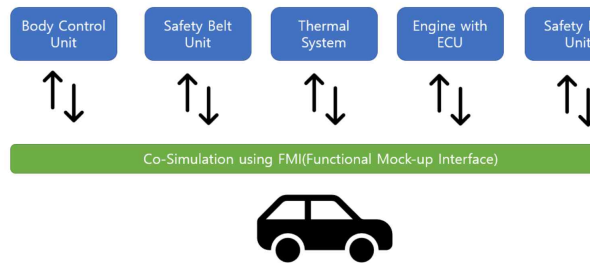 Body Control
Unit
Safety Belt
Unit
Thermal
System
Engine with
ECU
Safety
Co-Simulation using FMI(Functional Mock-up Interface)